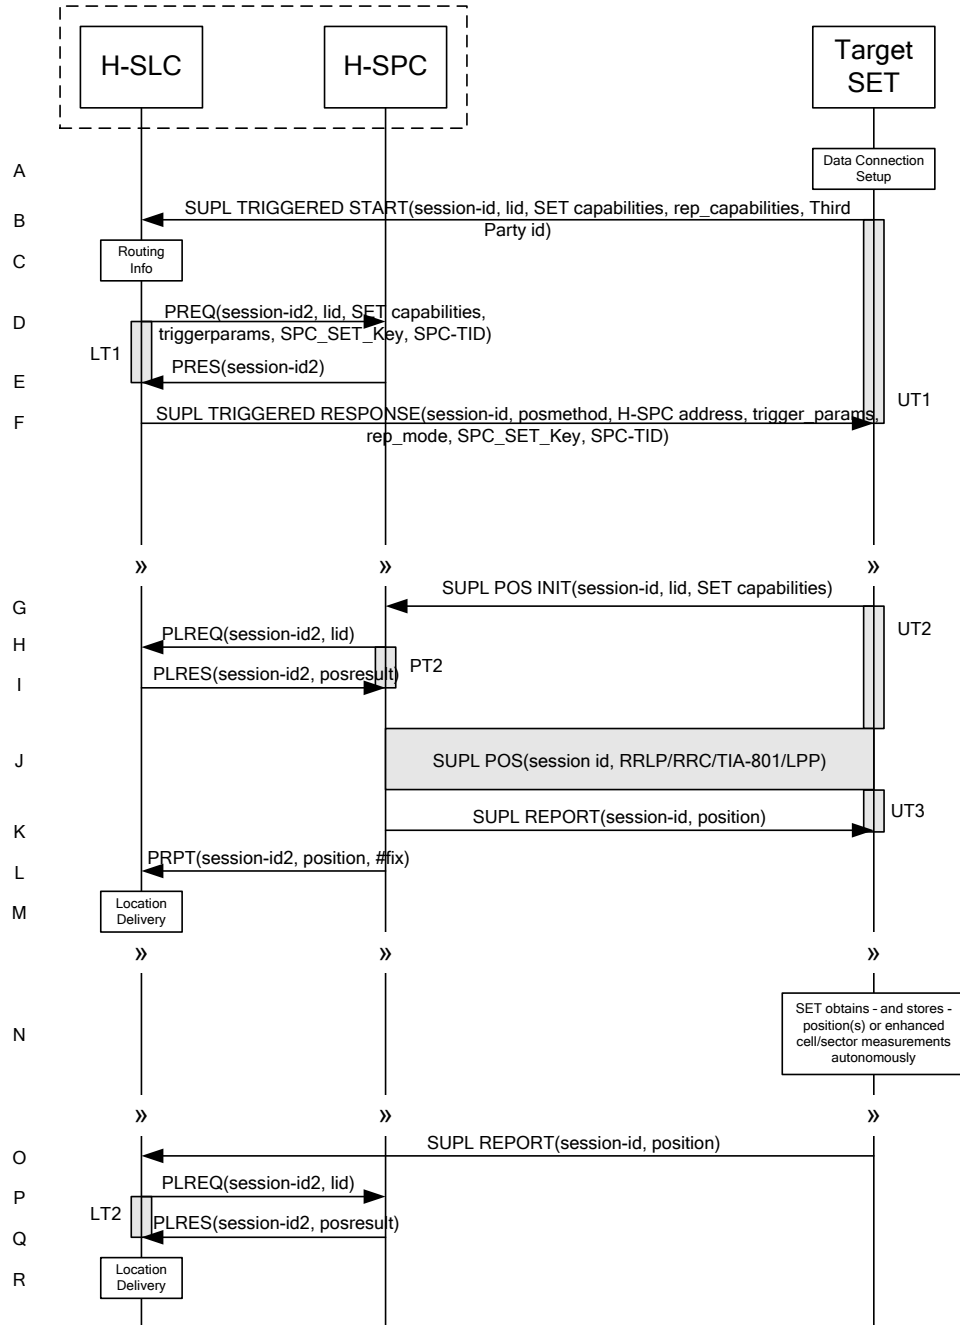 H-SLC
H-SPC
Target
SET
A
Data Connection
Setup
B
SUPL TRIGGERED START(session-id, lid, SET capabilities, rep_capabilities, Third
Party id)
C
Routing
Info
D
PREQ(session-id2, lid, SET capabilities,
triggerparams, SPC_SET_Key, SPC-TID)
LT1
PRES(session-id2)
E
UT1
F
SUPL TRIGGERED RESPONSE(session-id, posmethod, H-SPC address, trigger_params,
rep_mode, SPC_SET_Key, SPC-TID)
»
»
»
G
SUPL POS INIT(session-id, lid, SET capabilities)
UT2
H
PLREQ(session-id2, lid)
PT2
I
PLRES(session-id2, posresult)
J
SUPL POS(session id, RRLP/RRC/TIA-801/LPP)
UT3
K
SUPL REPORT(session-id, position)
L
PRPT(session-id2, position, #fix)
M
Location
Delivery
»
»
»
N
SET obtains - and stores -
position(s) or enhanced
cell/sector measurements
autonomously
»
»
»
O
SUPL REPORT(session-id, position)
P
PLREQ(session-id2, lid)
LT2
Q
PLRES(session-id2, posresult)
R
Location
Delivery